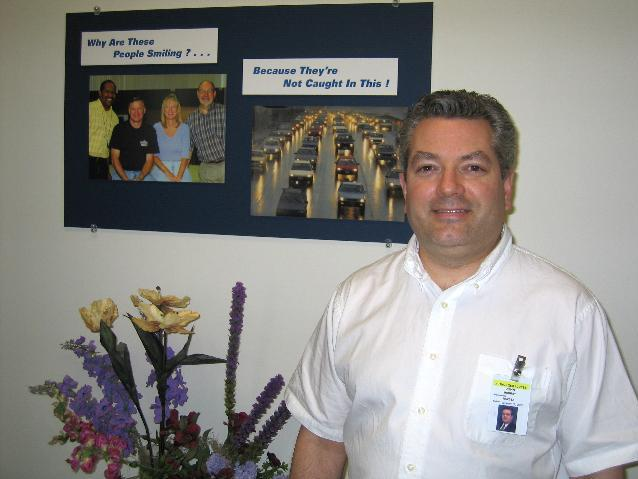 Why Are These
People Smiling ? . . .
Because They're
Not Caught In This !